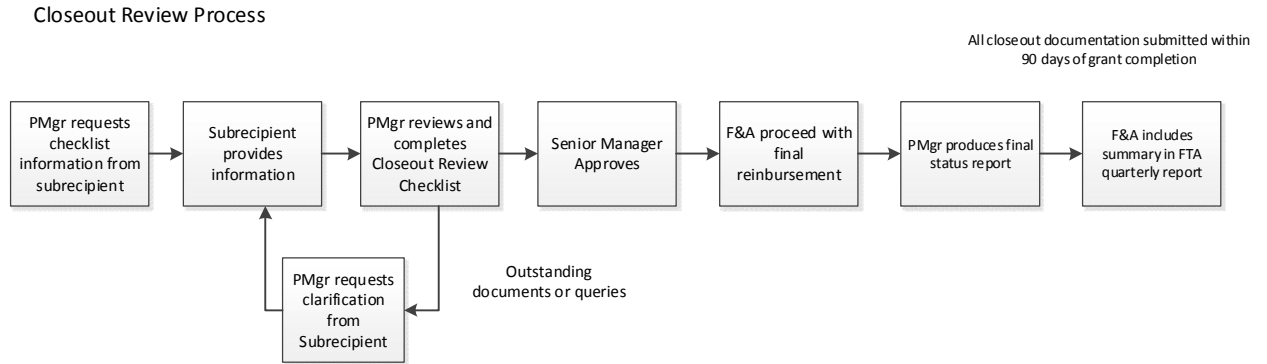 Closeout Review Process
All closeout documentation submitted within
90 days of grant completion
PMgr requests
checklist
information from
subrecipient
Subrecipient
provides
information
PMgr reviews and
completes
Closeout Review
Checklist
Senior Manager
Approves
F&A proceed with
final
reimbursement
PMgr produces final
status report
F&A includes
summary in FTA
quarterly report
PMgr requests
clarification
from
Subrecipient
Outstanding
documents or queries